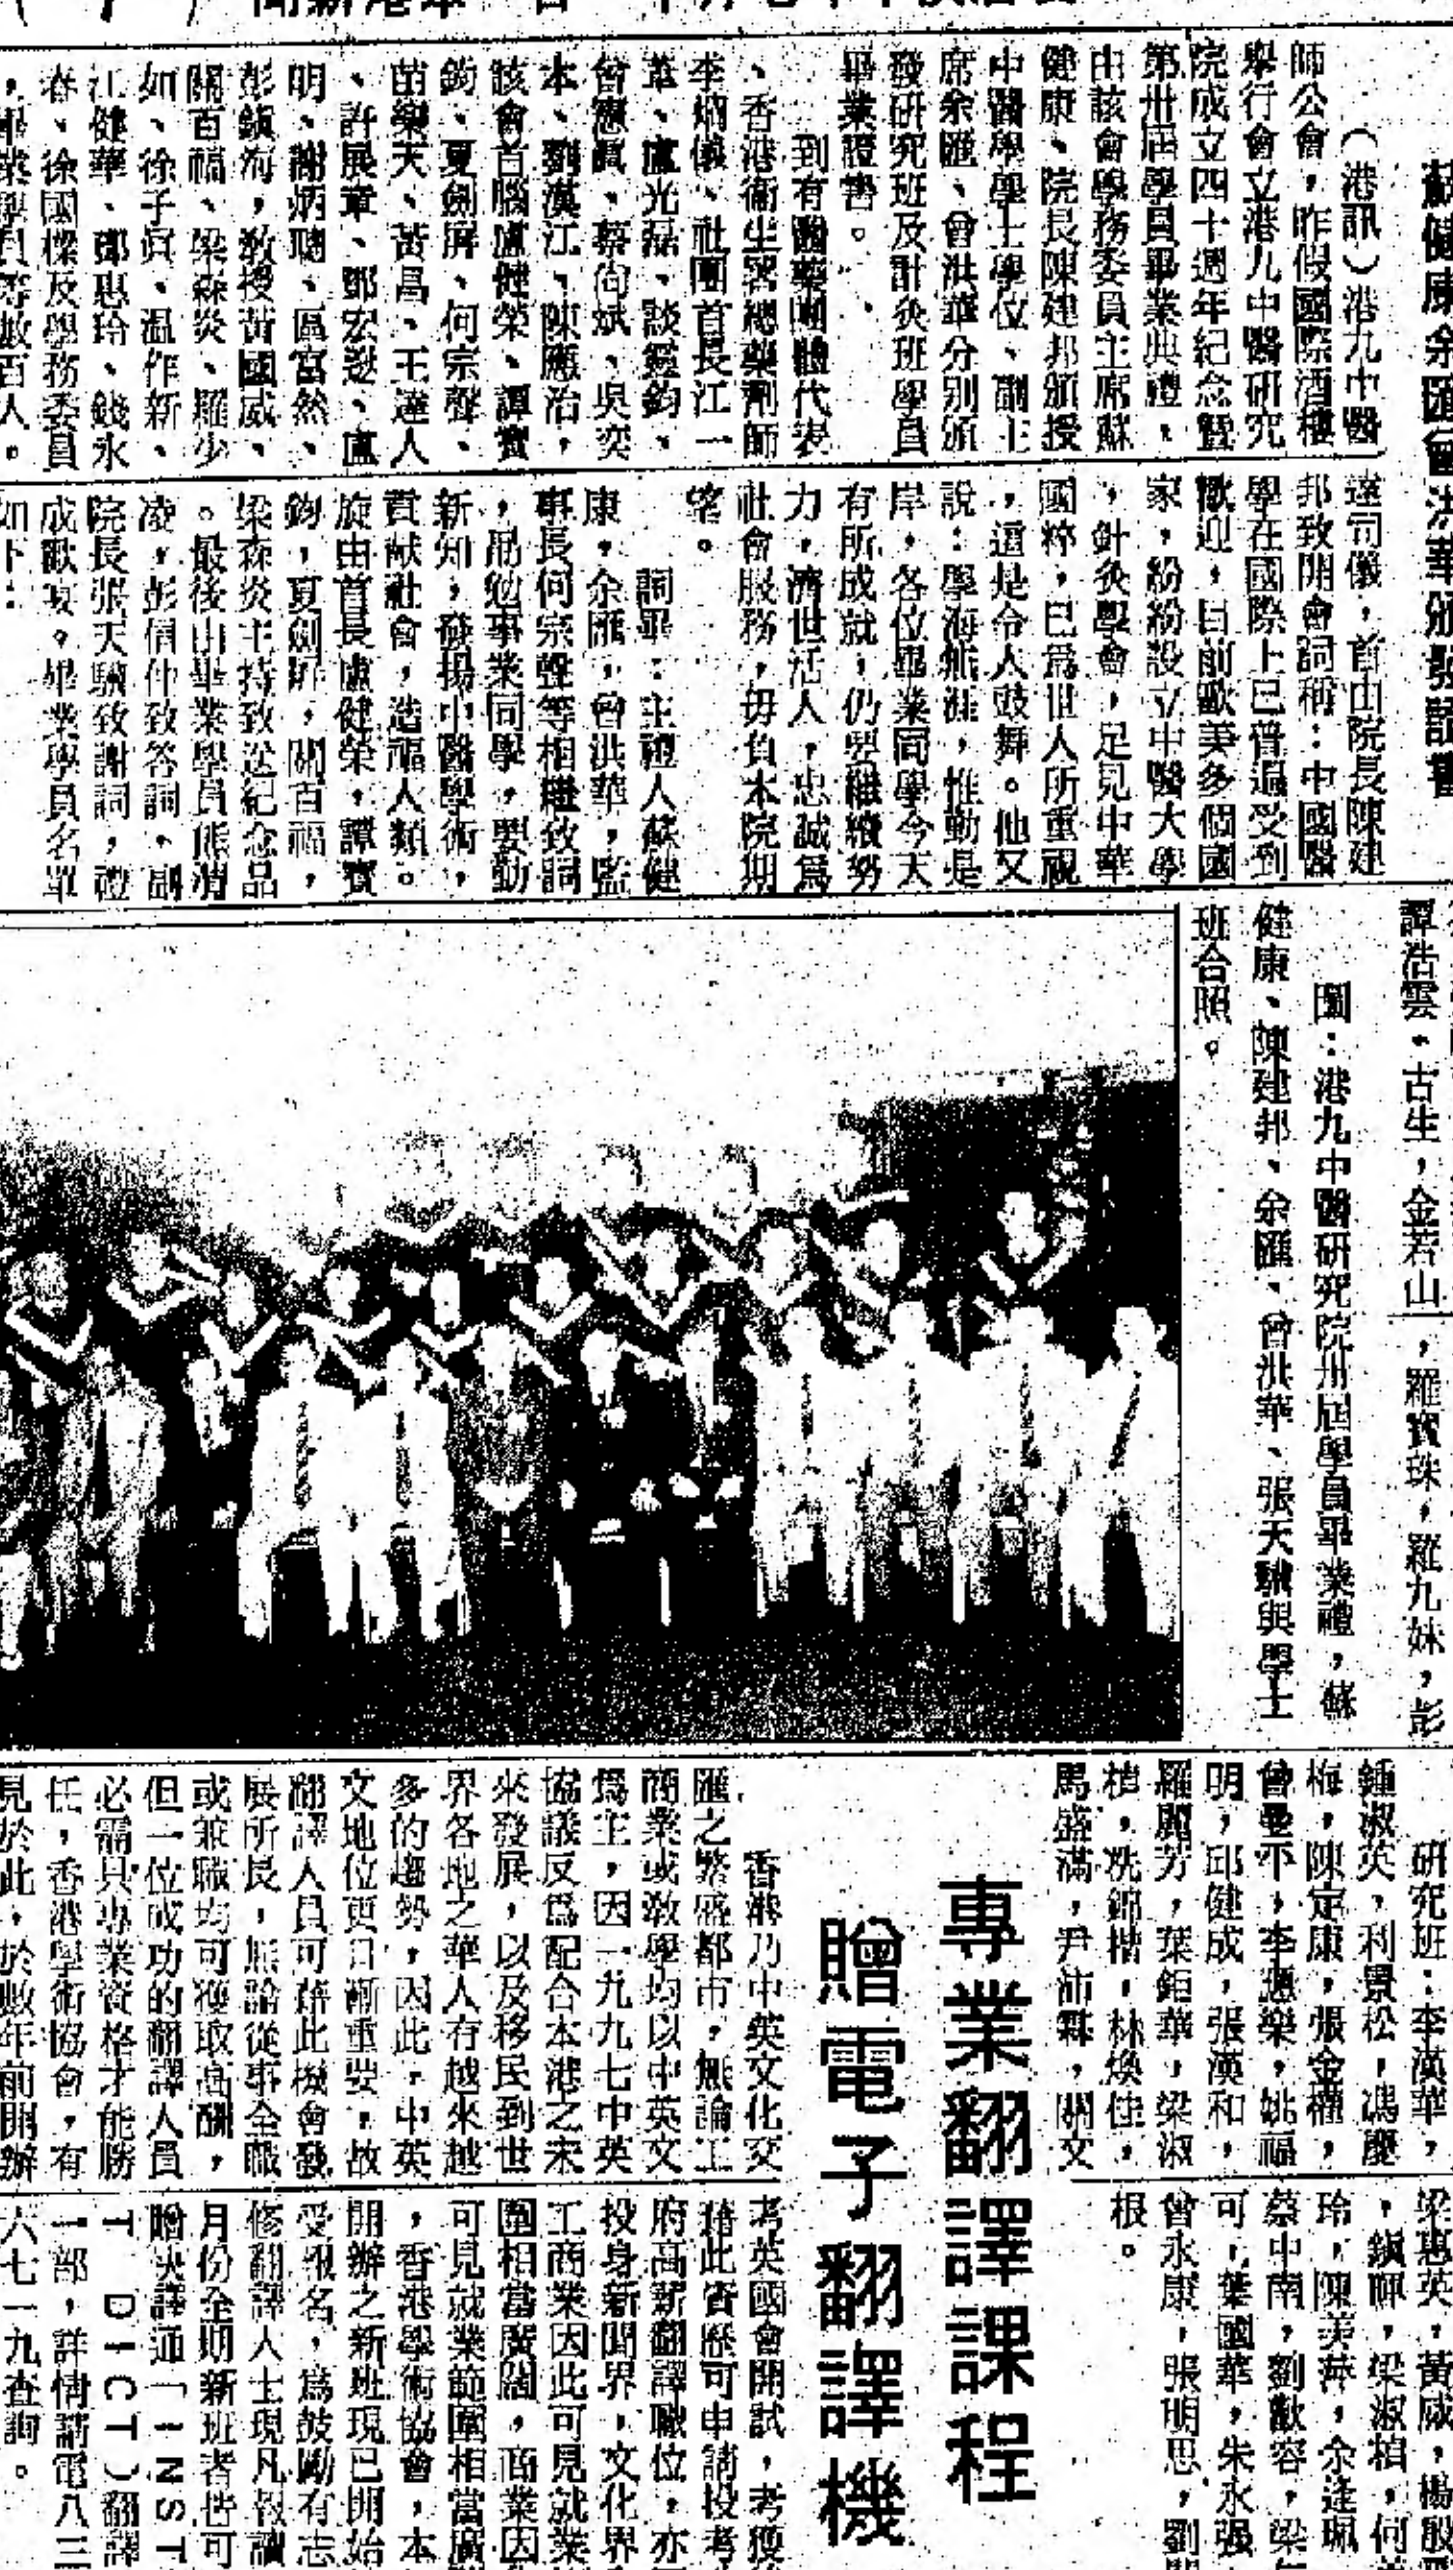 蘇健康余匯曾洪華頒發證書
（港訊）港九中醫
師公會，昨假國際酒樓
舉行會立港九中醫研究
院成立四十週年紀念暨
第卅屆學員畢業典禮，
由該會學務委員主席蘇
健康、院長陳建邦頒授
中醫學學士學位、副主
席余匯、曾洪華分別頒
發研究班及針灸班學員
畢業證書。
到有醫藥團體代表
、香港衞生署總藥劑師
李炯儀、社團首長江一
葦、盧光磊、談靈鈞、
曾應眞、蔡向斌、吳奕
本、劉漢江、陳應治，
該會首腦盧健榮、譚寶
鈞、夏劍屏、何宗聲、
苗樂天、黃昌、王達人
、許展章、鄧宏遜、盧
明、謝炳聰、區富然、
彭鎮海，敎授黃國威、
關百福、梁森炎、羅少
如、徐子眞、溫作新、
江健華、鄧惠玲、錢永
春、徐國樑及學務委員
，畢業學員等數百人。
遠司儀，首由院長陳建
邦致開會詞稱：中國醫
學在國際上已普遍受到
歡迎，目前歐美多個國
家，紛紛設立中醫大學
，針灸學會，足見中華
國粹，已爲世人所重視
，這是令人鼓舞。他又
說：學海無涯，惟勤是
岸，各位畢業同學今天
有所成就，仍要繼續努
力，濟世活人，忠誠爲
社會服務，毋負本院期
望。
詞畢：主禮人蘇健
康，余匯，曾洪華，監
事長何宗聲等相繼致詞
，勗勉畢業同學，要勤
新知，發揚中醫學術，
貢献社會，造福人類。
旋由首長盧健榮，譚寶
鈞，夏劍屏，關百福，
梁森炎主持致送紀念品
。最後由畢業學員熊
凌，彭信仲致答詞，副
院長張天驥致謝詞，禮
成歡宴。畢業學員名單
如下：
譚浩雲，古生，金若山
，羅寶珠，羅九妹，彭
圖：港九中醫研究院卅屆學員畢業禮，蘇
健康、陳建邦、余匯、曾洪華、張天驥與學士
班合照。
研究班：李漢華，
鍾淑英，利景松，馮慶
梅，陳定康，張金權，
李應樂，姚福
明，邱健成，張漢和，
羅麗芳，葉鉅華，梁淑
楨，冼錦楷，林煥佳，
馬盛滿，尹沛霖，關文
梁惠英，黃威，楊
，鎮暉，梁淑楨，何
玲，陳美萍，余逢珮
蔡中南，劉歡容，梁
可，葉國華，朱永强
曾永康，張明思，劉
根。
專業翻譯課程
贈電子翻譯機
香港乃中英文化交
匯之繁盛都市，無論工
商業或敎學均以中英文
爲主，因一九九七中英
協議反爲配合本港之未
來發展，以及移民到世
界各地之華人有越來越
多的趨勢，因此，中英
文地位更日漸重要，故
翻譯人員可藉此機會發
展所長，無論從事全職
或兼職均可獲取高酬，
但一位成功的翻譯人員
必需具專業資格才能勝
任，香港學術協會，有
見於此，於數年前開辦
考英國會開試，考獲
藉此資歷可申請投考
府高薪翻譯職位，亦
投身新聞界，文化界
工商業因此可見就業
圍相當廣闊，商業因
可見就業範圍相當廣
，香港學術協會，本
開辦之新班現已開始
受報名，爲鼓勵有志
修翻譯人士現凡報讀
月份全期新班者皆可
贈快譯通「INST
T DICT）翻譯
一部，詳情請電八三
六七一九查詢。